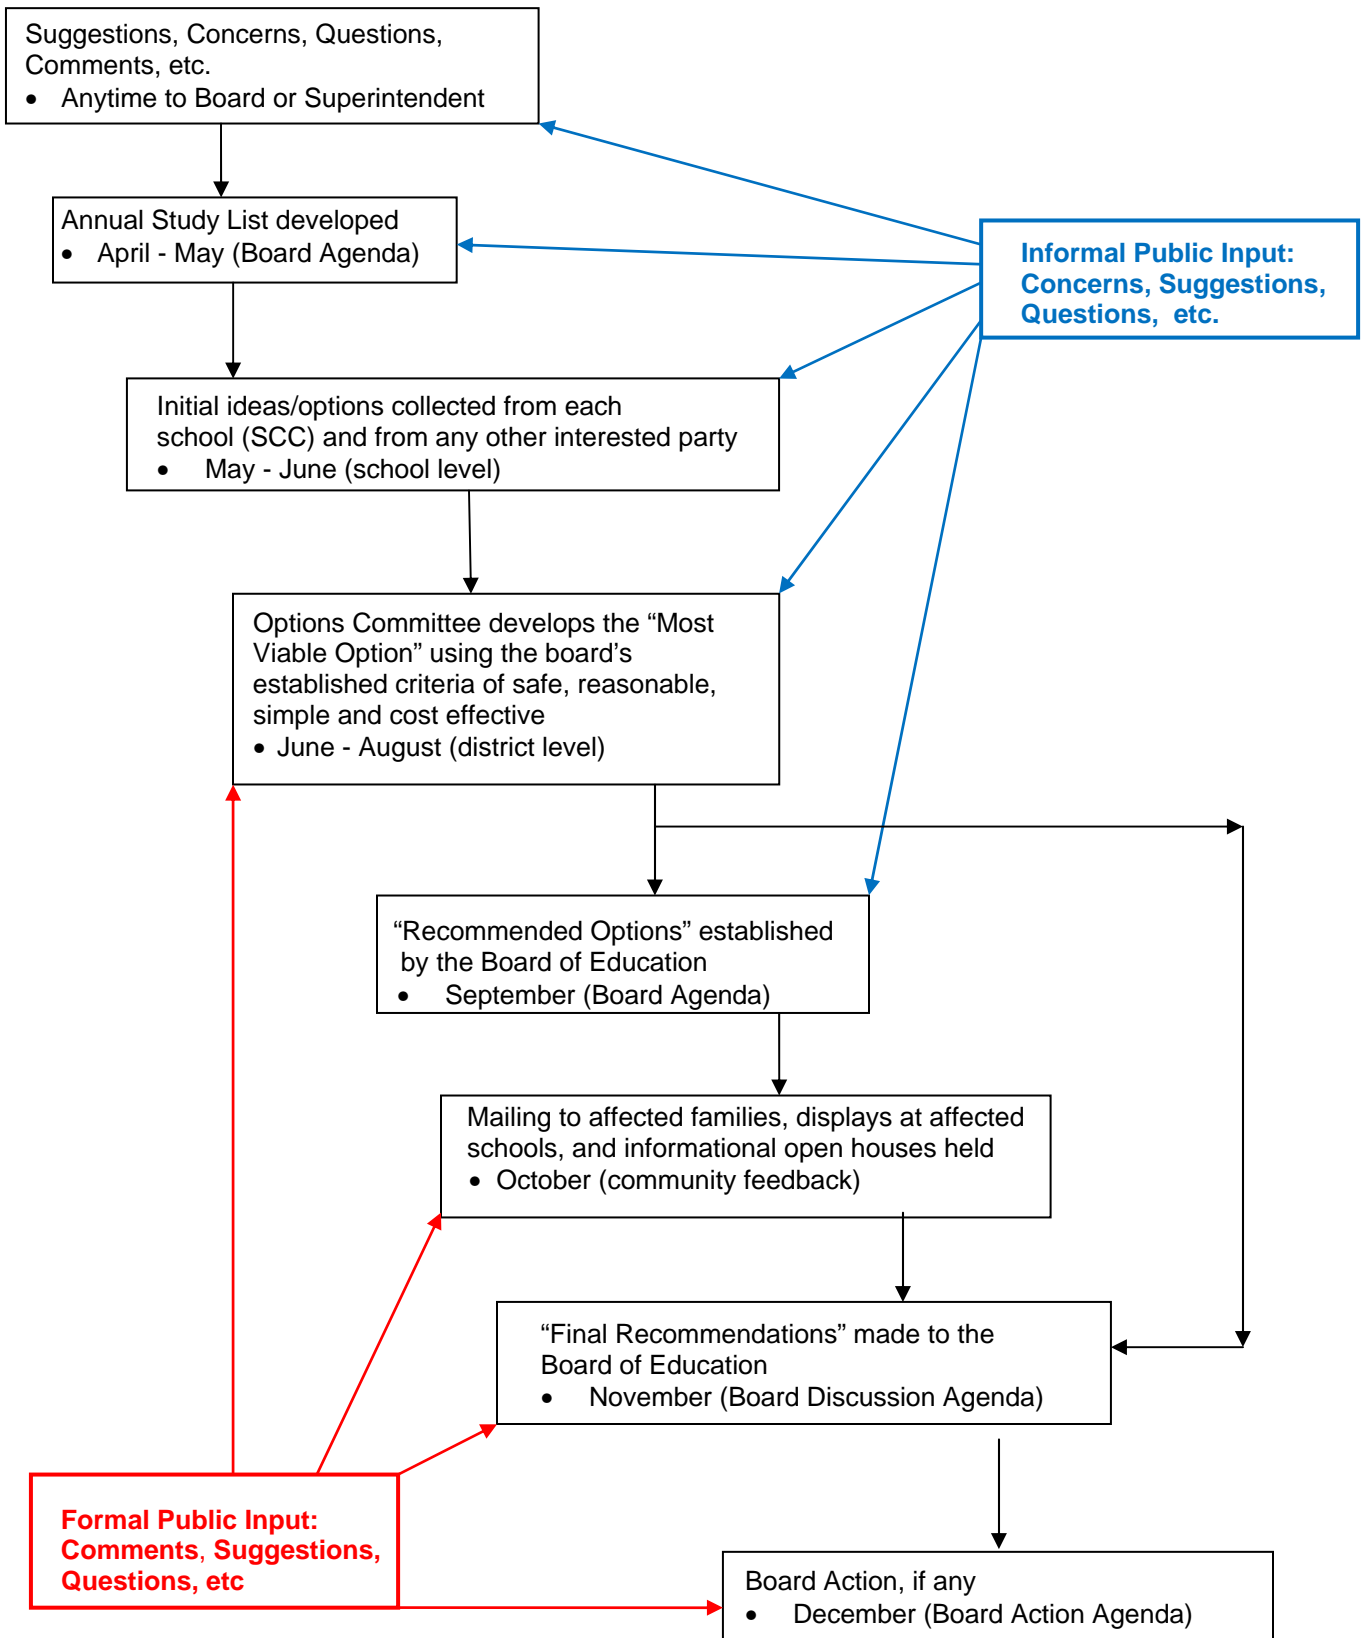 Suggestions, Concerns, Questions,
Comments, etc.
• Anytime to Board or Superintendent
Annual Study List developed
• April - May (Board Agenda)
Informal Public Input:
Concerns, Suggestions,
Questions, etc.
Initial ideas/options collected from each
school (SCC) and from any other interested party
• May - June (school level)
Options Committee develops the “Most
Viable Option” using the board’s
established criteria of safe, reasonable,
simple and cost effective
• June - August (district level)
“Recommended Options” established
by the Board of Education
• September (Board Agenda)
Mailing to affected families, displays at affected
schools, and informational open houses held
• October (community feedback)
“Final Recommendations” made to the
Board of Education
• November (Board Discussion Agenda)
Formal Public Input:
Comments, Suggestions,
Questions, etc
Board Action, if any
• December (Board Action Agenda)